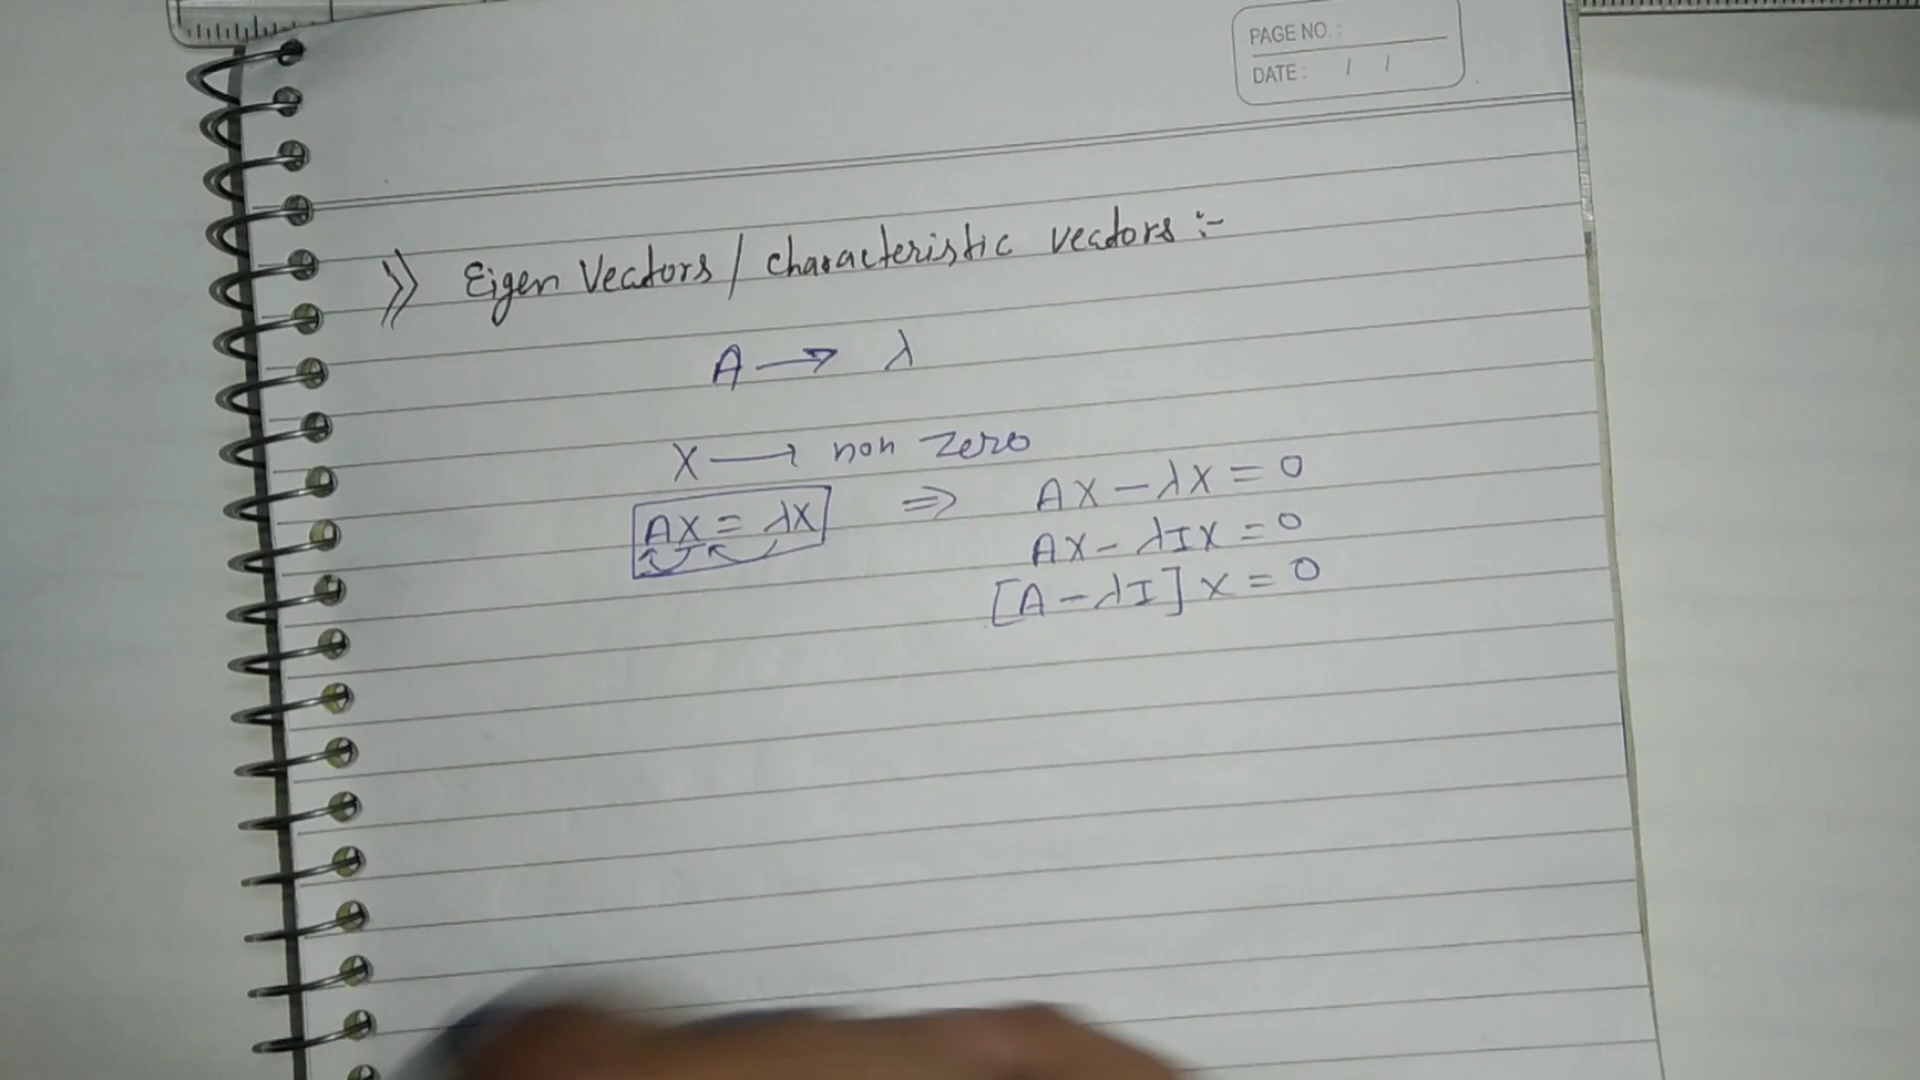 PAGE NO. :
DATE : / /
>> Eigen Vectors / characteristic vectors :-
A → λ
X → non zero
AX = λX ⇒ AX - λX = 0
AX - λIX = 0
[A - λI] X = 0